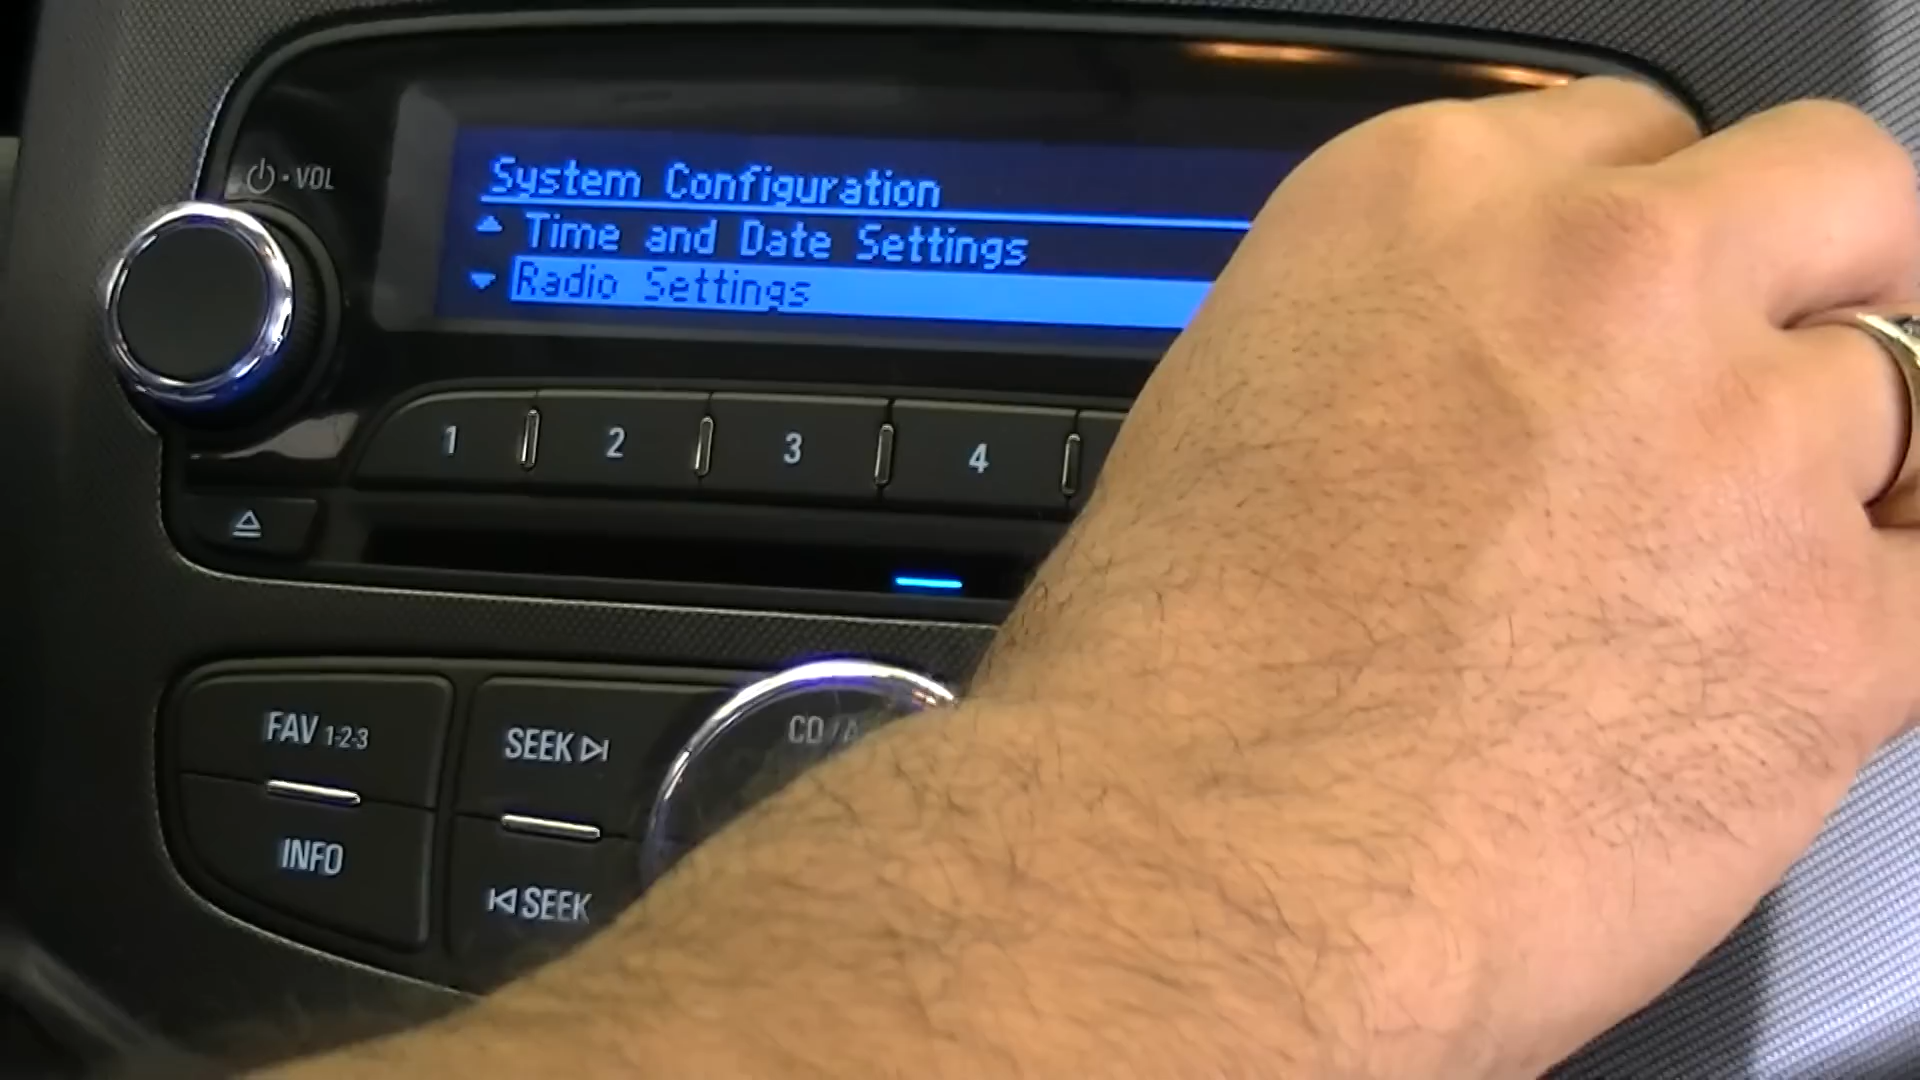 VOL
System Configuration
Time and Date Settings
Radio Settings
1 2 3 4
FAV 1-2-3
SEEK
CD/A
INFO
SEEK